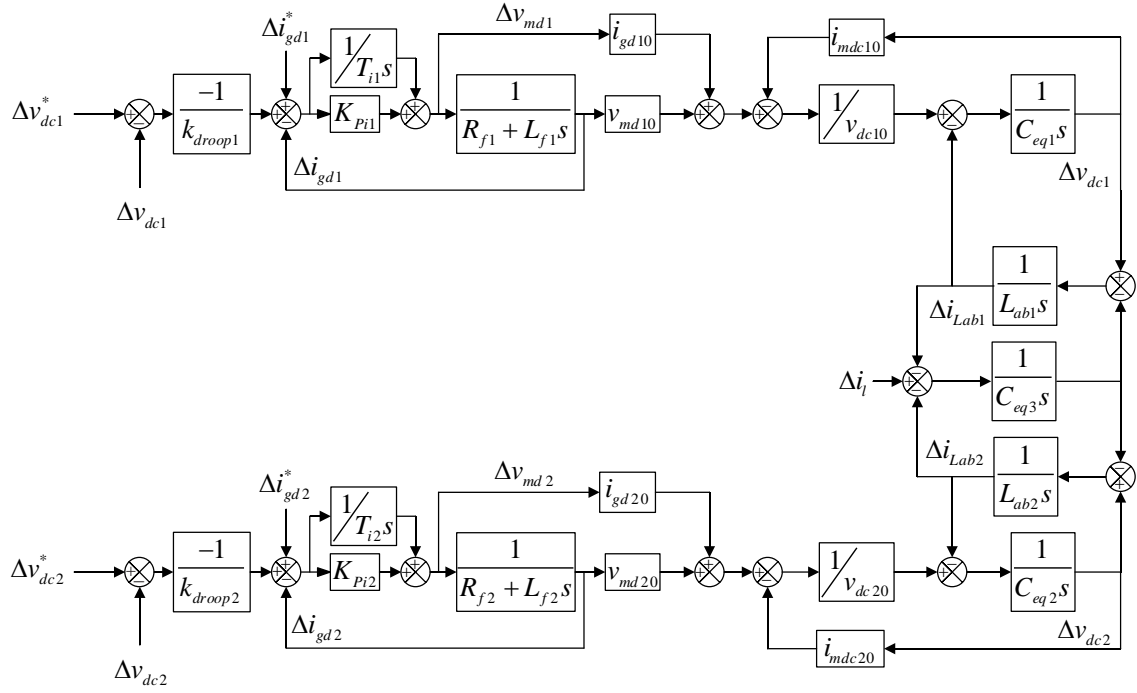 Δv*dc1
Δvdc1
-1
kdroop1
Δi*gd1
1/Ti1s
KPi1
Δigd1
Δvmd1
1
Rf1 + Lf1s
igd10
vmd10
imdc10
1/vdc10
1
Ceq1s
Δvdc1
1
Lab1s
ΔiLab1
Δil
1
Ceq3s
ΔiLab2
1
Lab2s
Δv*dc2
Δvdc2
-1
kdroop2
Δi*gd2
1/Ti2s
KPi2
Δigd2
Δvmd2
1
Rf2 + Lf2s
igd20
vmd20
1/vdc20
imdc20
1
Ceq2s
Δvdc2